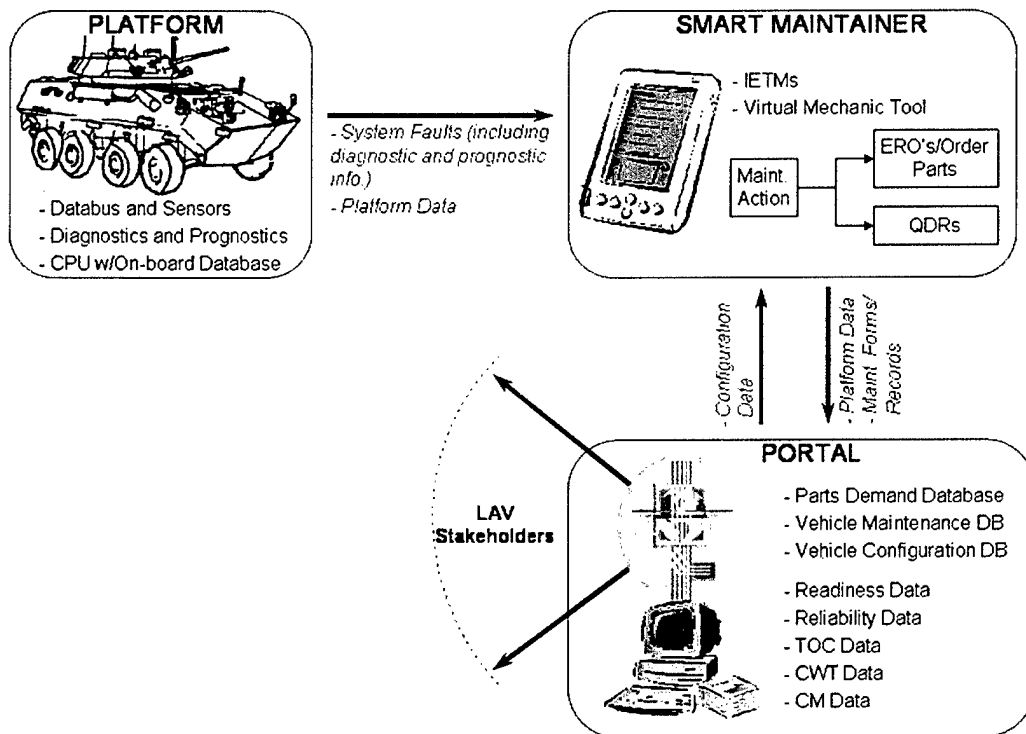 PLATFORM
- Databus and Sensors
- Diagnostics and Prognostics
- CPU w/On-board Database
- System Faults (including
diagnostic and prognostic
info.)
- Platform Data
SMART MAINTAINER
- IETMs
- Virtual Mechanic Tool
Maint.
Action
ERO's/Order
Parts
QDRs
- Configuration
Data
- Platform Data
- Maint. Forms/
Records
LAV
Stakeholders
PORTAL
- Parts Demand Database
- Vehicle Maintenance DB
- Vehicle Configuration DB
- Readiness Data
- Reliability Data
- TOC Data
- CWT Data
- CM Data